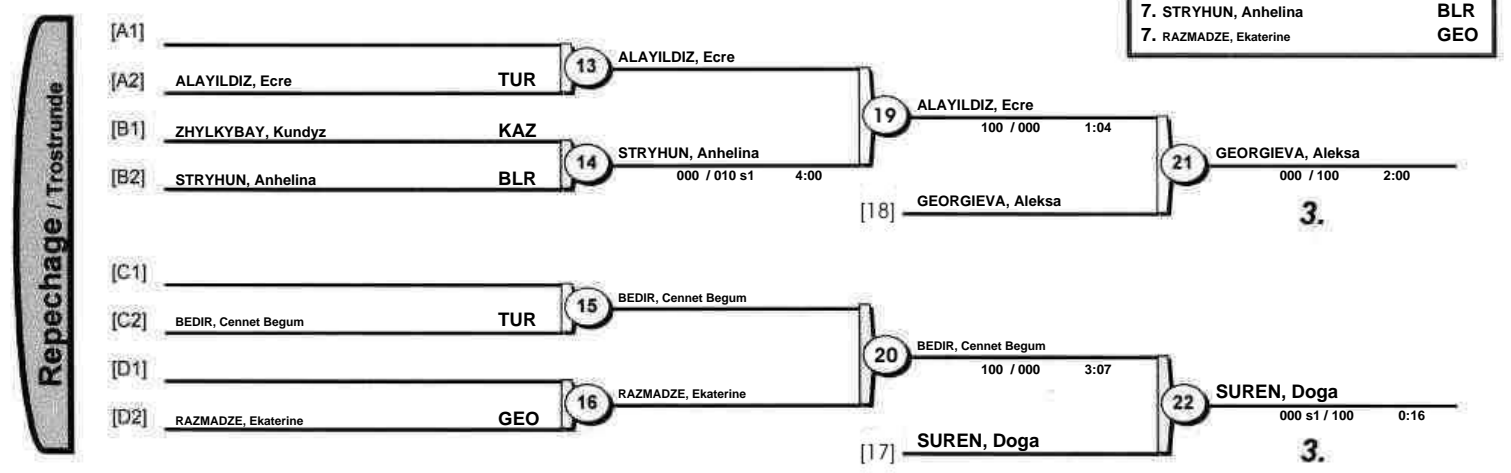 7. STRYHUN, Anhelina BLR
7. RAZMADZE, Ekaterine GEO
Repechage / Trostrunde
[A1]
13 ALAYILDIZ, Ecre
[A2] ALAYILDIZ, Ecre TUR
19 ALAYILDIZ, Ecre
100 / 000 1:04
[B1] ZHYLKYBAY, Kundyz KAZ
14 STRYHUN, Anhelina
000 / 010 s1 4:00
21 GEORGIEVA, Aleksa
000 / 100 2:00
[B2] STRYHUN, Anhelina BLR
[18] GEORGIEVA, Aleksa
3.
[C1]
15 BEDIR, Cennet Begum
[C2] BEDIR, Cennet Begum TUR
20 BEDIR, Cennet Begum
100 / 000 3:07
[D1]
16 RAZMADZE, Ekaterine
22 SUREN, Doga
000 s1 / 100 0:16
[D2] RAZMADZE, Ekaterine GEO
[17] SUREN, Doga
3.